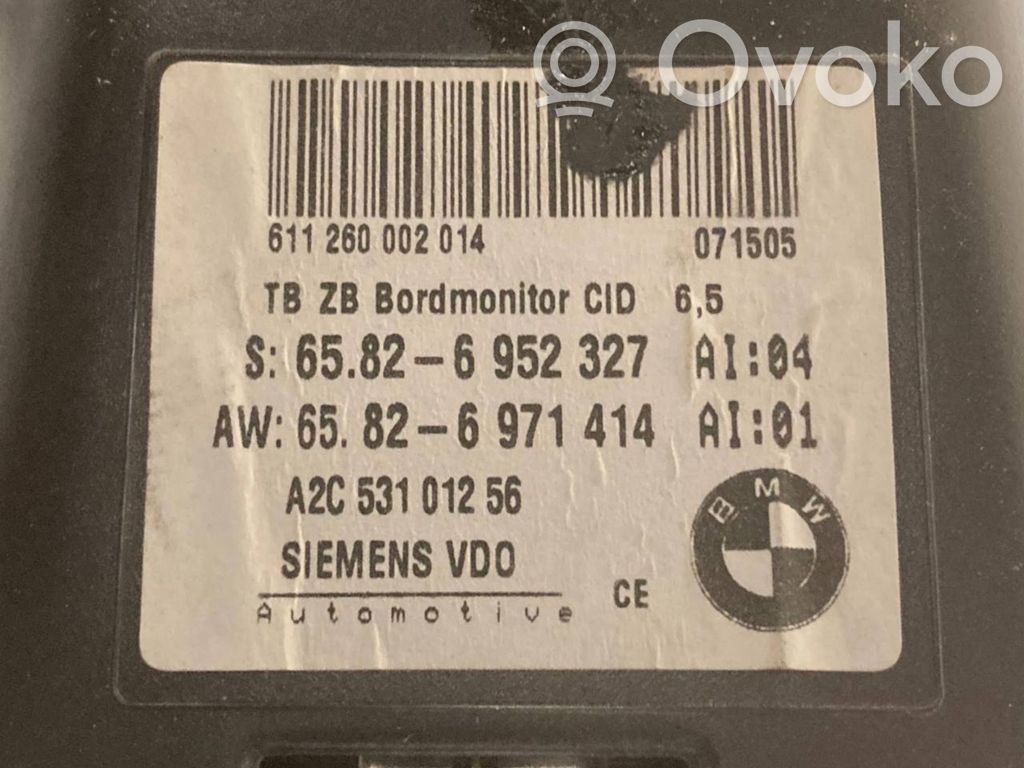 Ovoko
611 260 002 014 071505
TB ZB Bordmonitor CID 6,5
S: 65.82-6 952 327 AI:04
AW: 65.82-6 971 414 AI:01
A2C 531 012 56
SIEMENS VDO
Automotive CE
BMW